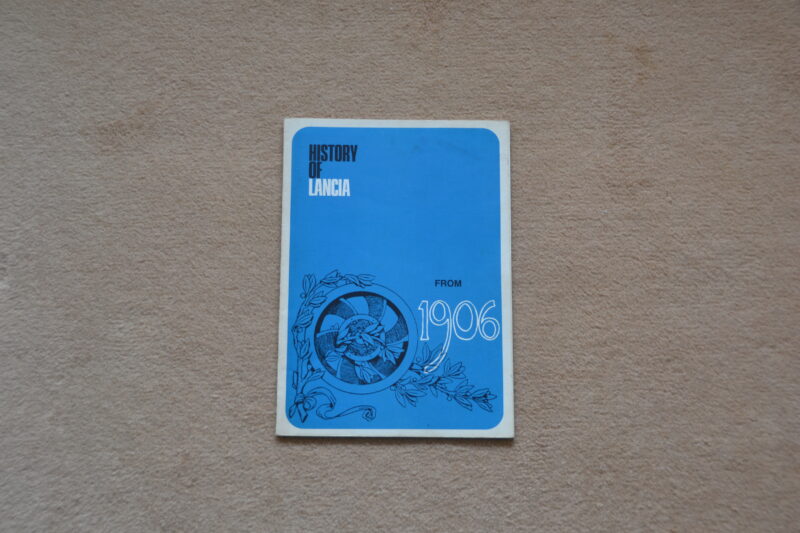 HISTORY
OF
LANCIA
FROM
1906